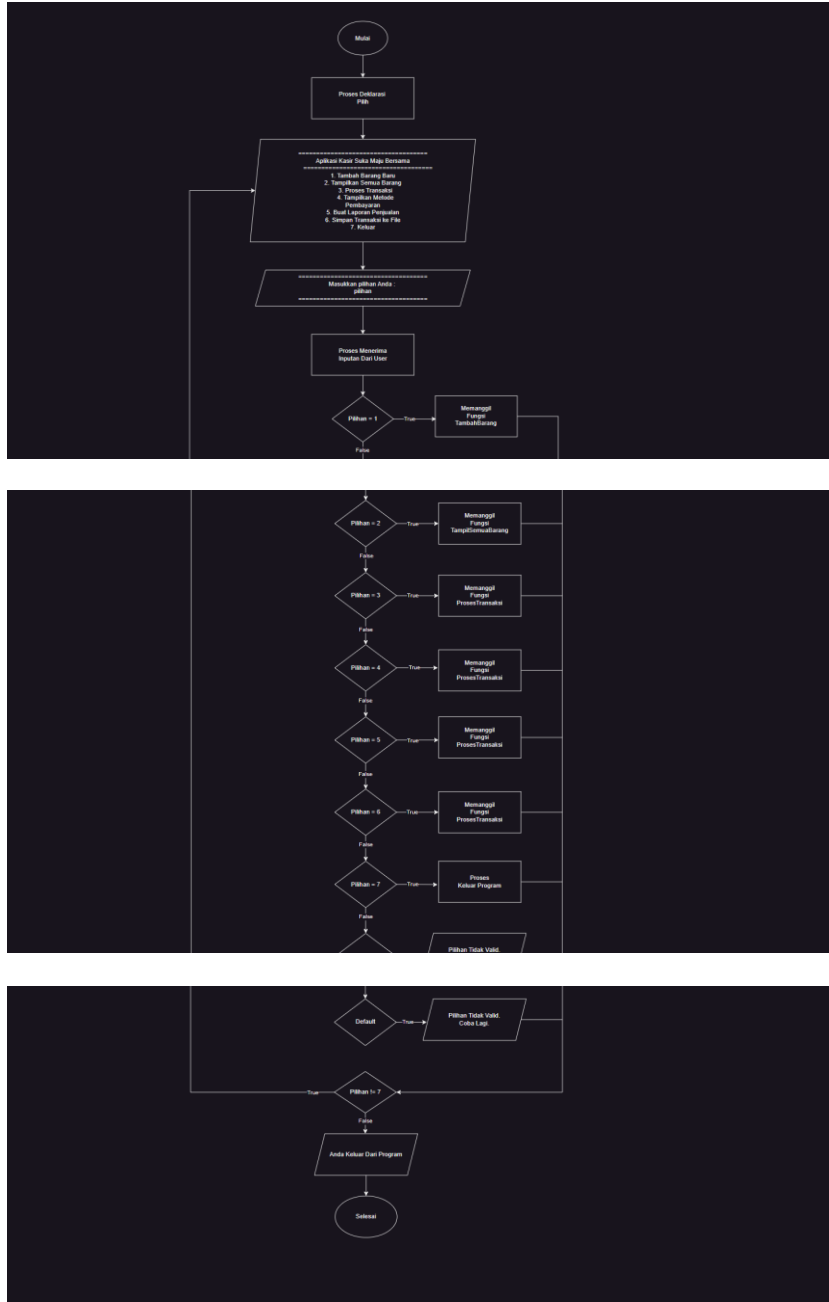 Mulai
Proses Deklarasi
Pilih
====================================
Aplikasi Kasir Suka Maju Bersama
====================================
1. Tambah Barang Baru
2. Tampilkan Semua Barang
3. Proses Transaksi
4. Tampilkan Metode
Pembayaran
5. Buat Laporan Penjualan
6. Simpan Transaksi ke File
7. Keluar
====================================
Masukkan pilihan Anda :
pilihan
====================================
Proses Menerima
Inputan Dari User
Pilihan = 1
True
Memanggil
Fungsi
TambahBarang
False
Pilihan = 2
True
Memanggil
Fungsi
TampilSemuaBarang
False
Pilihan = 3
True
Memanggil
Fungsi
ProsesTransaksi
False
Pilihan = 4
True
Memanggil
Fungsi
ProsesTransaksi
False
Pilihan = 5
True
Memanggil
Fungsi
ProsesTransaksi
False
Pilihan = 6
True
Memanggil
Fungsi
ProsesTransaksi
False
Pilihan = 7
True
Proses
Keluar Program
False
Pilihan Tidak Valid.
Default
True
Pilihan Tidak Valid.
Coba Lagi.
True
Pilihan != 7
False
Anda Keluar Dari Program
Selesai